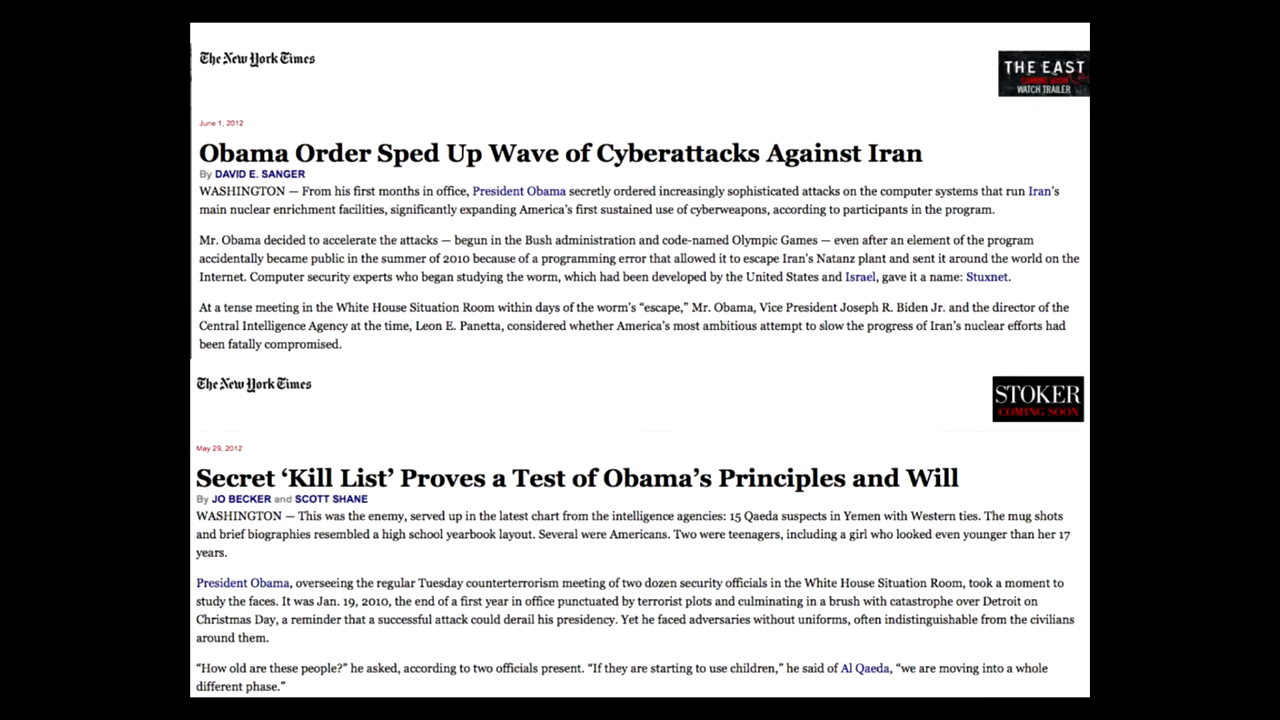 The New York Times
THE EAST
COMING SOON
WATCH TRAILER
June 1, 2012
Obama Order Sped Up Wave of Cyberattacks Against Iran
By DAVID E. SANGER
WASHINGTON — From his first months in office, President Obama secretly ordered increasingly sophisticated attacks on the computer systems that run Iran's
main nuclear enrichment facilities, significantly expanding America's first sustained use of cyberweapons, according to participants in the program.
Mr. Obama decided to accelerate the attacks — begun in the Bush administration and code-named Olympic Games — even after an element of the program
accidentally became public in the summer of 2010 because of a programming error that allowed it to escape Iran's Natanz plant and sent it around the world on the
Internet. Computer security experts who began studying the worm, which had been developed by the United States and Israel, gave it a name: Stuxnet.
At a tense meeting in the White House Situation Room within days of the worm's “escape,” Mr. Obama, Vice President Joseph R. Biden Jr. and the director of the
Central Intelligence Agency at the time, Leon E. Panetta, considered whether America's most ambitious attempt to slow the progress of Iran's nuclear efforts had
been fatally compromised.
The New York Times
STOKER
COMING SOON
May 29, 2012
Secret ‘Kill List’ Proves a Test of Obama's Principles and Will
By JO BECKER and SCOTT SHANE
WASHINGTON — This was the enemy, served up in the latest chart from the intelligence agencies: 15 Qaeda suspects in Yemen with Western ties. The mug shots
and brief biographies resembled a high school yearbook layout. Several were Americans. Two were teenagers, including a girl who looked even younger than her 17
years.
President Obama, overseeing the regular Tuesday counterterrorism meeting of two dozen security officials in the White House Situation Room, took a moment to
study the faces. It was Jan. 19, 2010, the end of a first year in office punctuated by terrorist plots and culminating in a brush with catastrophe over Detroit on
Christmas Day, a reminder that a successful attack could derail his presidency. Yet he faced adversaries without uniforms, often indistinguishable from the civilians
around them.
“How old are these people?” he asked, according to two officials present. “If they are starting to use children,” he said of Al Qaeda, “we are moving into a whole
different phase.”